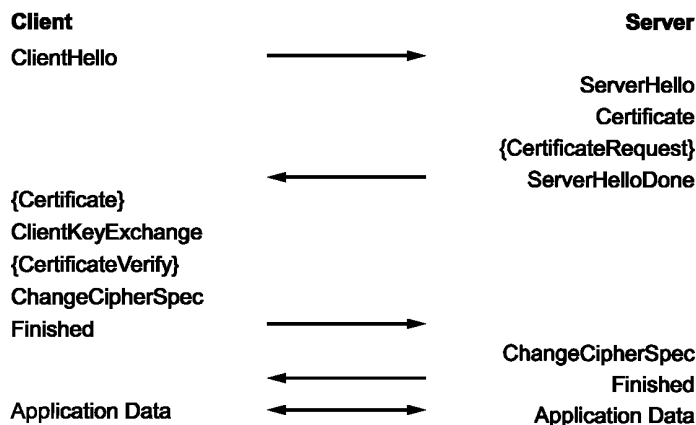 Client Server
ClientHello
ServerHello
Certificate
{CertificateRequest}
ServerHelloDone
{Certificate}
ClientKeyExchange
{CertificateVerify}
ChangeCipherSpec
Finished
ChangeCipherSpec
Finished
Application Data Application Data